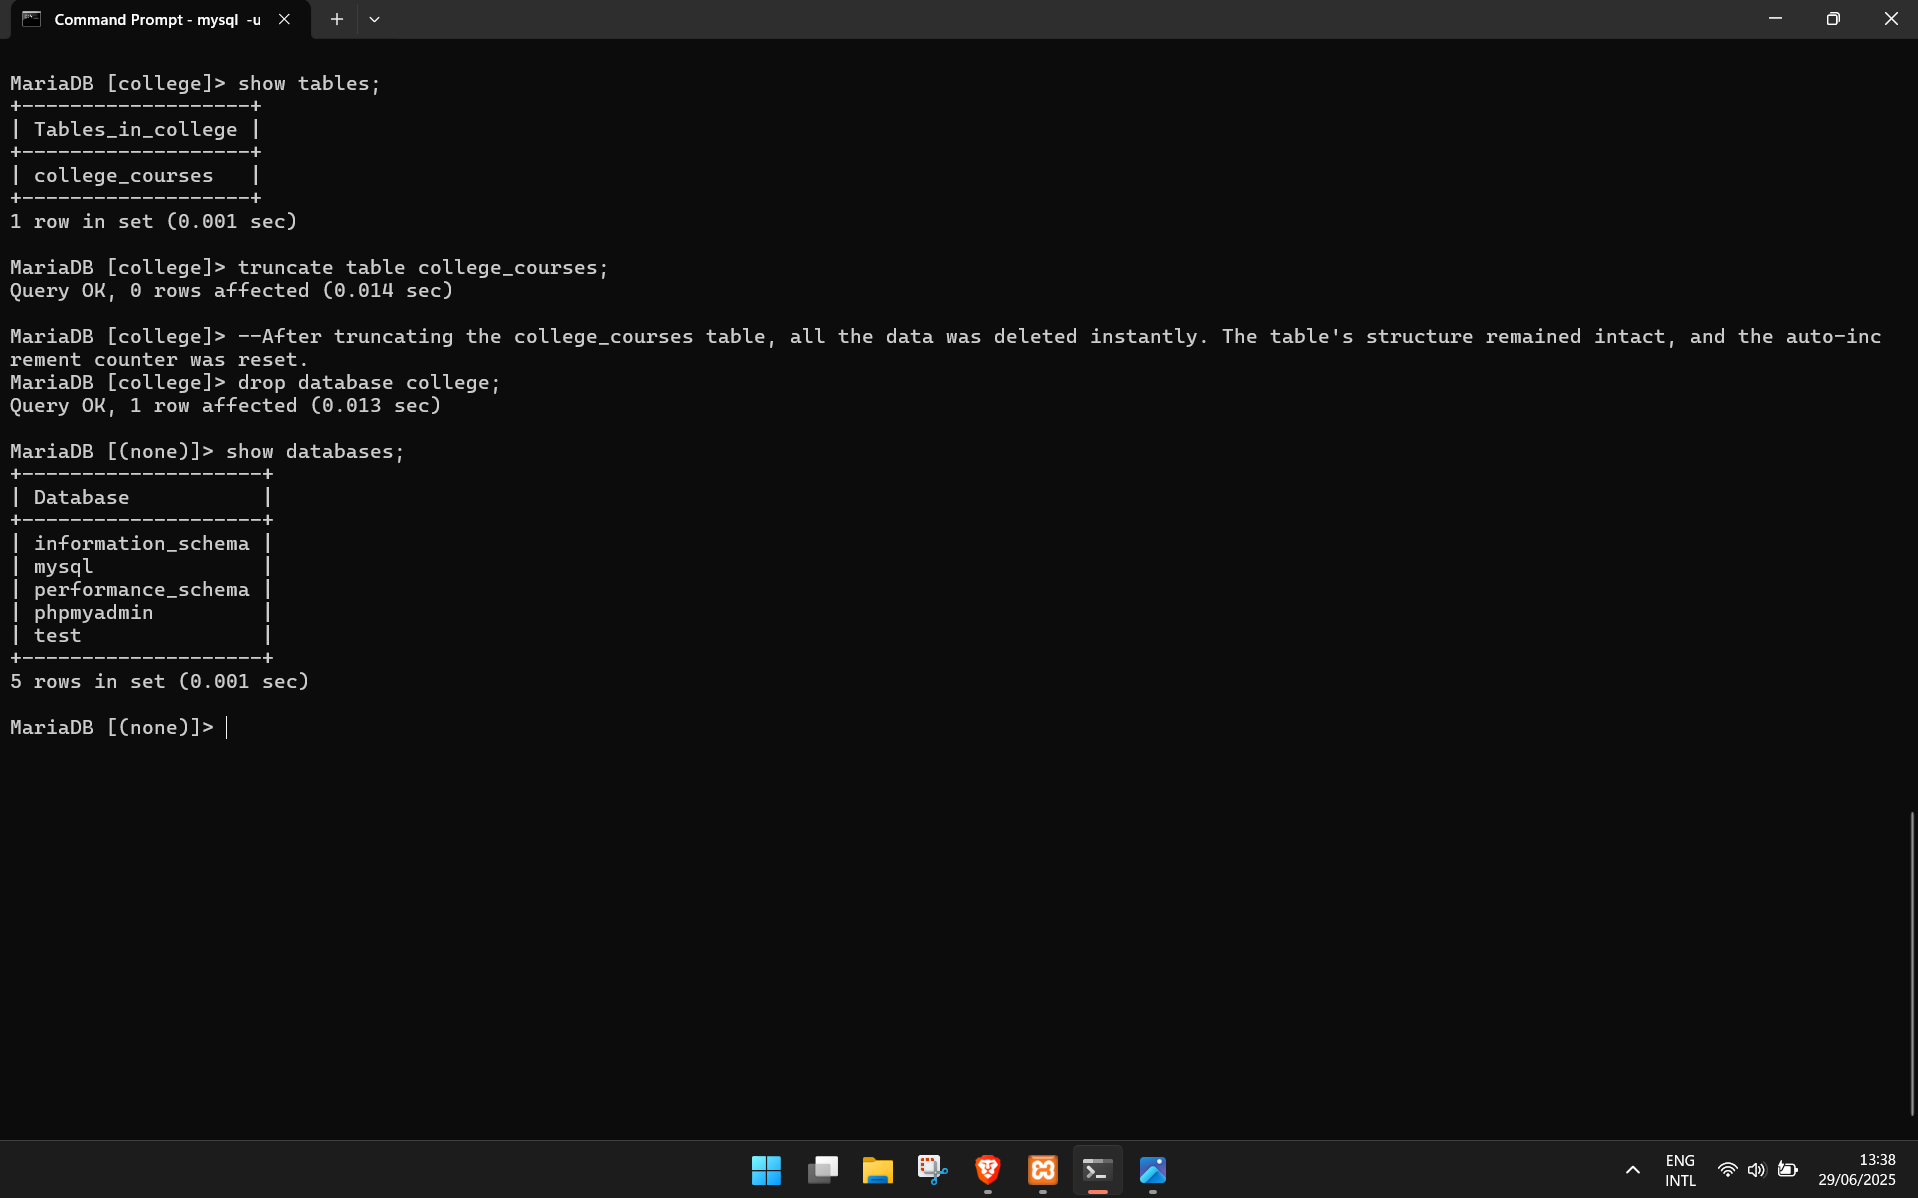 Command Prompt - mysql  -u
MariaDB [college]> show tables;
+-------------------+
| Tables_in_college |
+-------------------+
| college_courses   |
+-------------------+
1 row in set (0.001 sec)
MariaDB [college]> truncate table college_courses;
Query OK, 0 rows affected (0.014 sec)
MariaDB [college]> --After truncating the college_courses table, all the data was deleted instantly. The table's structure remained intact, and the auto-inc
rement counter was reset.
MariaDB [college]> drop database college;
Query OK, 1 row affected (0.013 sec)
MariaDB [(none)]> show databases;
+--------------------+
| Database           |
+--------------------+
| information_schema |
| mysql              |
| performance_schema |
| phpmyadmin         |
| test               |
+--------------------+
5 rows in set (0.001 sec)
MariaDB [(none)]>
ENG
INTL
13:38
29/06/2025